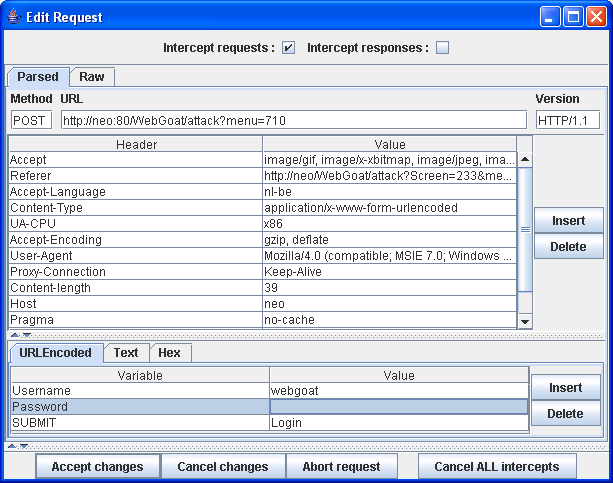 Edit Request
Intercept requests : Intercept responses :
Parsed Raw
Method URL Version
POST http://neo:80/WebGoat/attack?menu=710 HTTP/1.1
Header Value
Accept image/gif, image/x-xbitmap, image/jpeg, ima...
Referer http://neo/WebGoat/attack?Screen=233&me...
Accept-Language nl-be
Content-Type application/x-www-form-urlencoded
UA-CPU x86
Accept-Encoding gzip, deflate
User-Agent Mozilla/4.0 (compatible; MSIE 7.0; Windows ...
Proxy-Connection Keep-Alive
Content-length 39
Host neo
Pragma no-cache
Insert
Delete
URLEncoded Text Hex
Variable Value
Username webgoat
Password
SUBMIT Login
Insert
Delete
Accept changes Cancel changes Abort request Cancel ALL intercepts